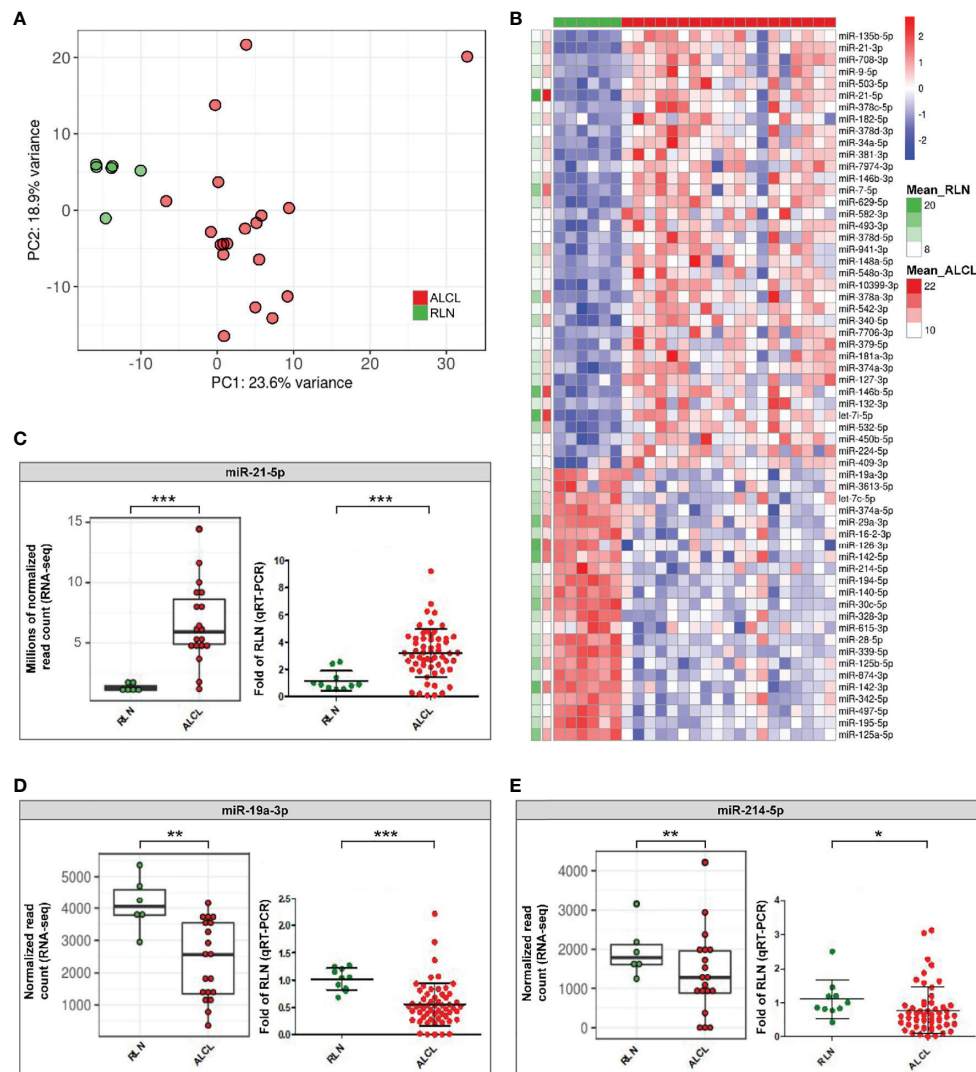 A
20
10
0
-10
PC2: 18.9% variance
-10
0
10
20
30
PC1: 23.6% variance
ALCL
RLN
B
miR-135b-5p
miR-21-3p
miR-708-3p
miR-9-5p
miR-503-5p
miR-21-5p
miR-378c-5p
miR-182-5p
miR-378d-3p
miR-34a-5p
miR-381-3p
miR-7974-3p
miR-146b-3p
miR-7-5p
miR-629-5p
miR-582-3p
miR-493-3p
miR-378d-5p
miR-941-3p
miR-148a-5p
miR-548o-3p
miR-10399-3p
miR-378a-3p
miR-542-3p
miR-340-5p
miR-7706-3p
miR-379-5p
miR-181a-3p
miR-374a-3p
miR-127-3p
miR-146b-5p
miR-132-3p
let-7i-5p
miR-532-5p
miR-450b-5p
miR-224-5p
miR-409-3p
miR-19a-3p
miR-3613-5p
let-7c-5p
miR-374a-5p
miR-29a-3p
miR-16-2-3p
miR-126-3p
miR-142-5p
miR-214-5p
miR-194-5p
miR-140-5p
miR-30c-5p
miR-328-3p
miR-615-3p
miR-28-5p
miR-339-5p
miR-125b-5p
miR-874-3p
miR-142-3p
miR-342-5p
miR-497-5p
miR-195-5p
miR-125a-5p
2
1
0
-1
-2
Mean_RLN
20
8
Mean_ALCL
22
10
C
miR-21-5p
***
15
10
5
Millions of normalized
read count (RNA-seq)
RLN
ALCL
***
10
8
6
4
2
0
Fold of RLN (qRT-PCR)
RLN
ALCL
D
miR-19a-3p
**
5000
4000
3000
2000
1000
Normalized read
count (RNA-seq)
RLN
ALCL
***
2.5
2.0
1.5
1.0
0.5
0.0
Fold of RLN (qRT-PCR)
RLN
ALCL
E
miR-214-5p
**
4000
3000
2000
1000
0
Normalized read
count (RNA-seq)
RLN
ALCL
*
4
3
2
1
0
Fold of RLN (qRT-PCR)
RLN
ALCL